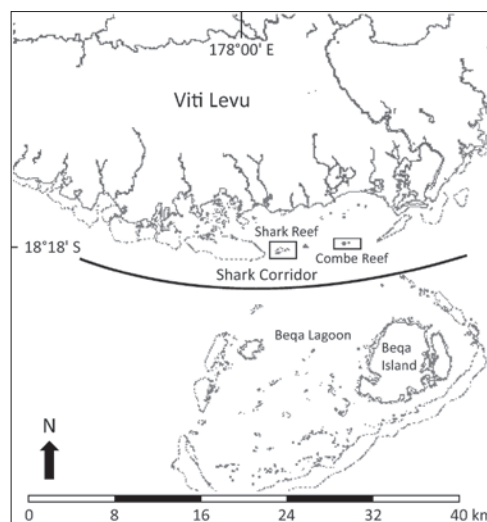 178°00' E
Viti Levu
Shark Reef
18°18' S
Combe Reef
Shark Corridor
Beqa Lagoon
Beqa
Island
N
0 8 16 24 32 40 km